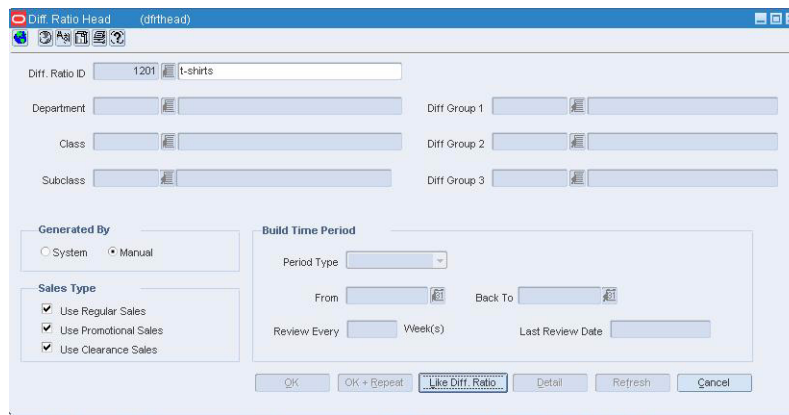 Diff. Ratio Head (dfrthead)
Diff. Ratio ID 1201 t-shirts
Department Diff Group 1
Class Diff Group 2
Subclass Diff Group 3
Generated By
System Manual
Sales Type
Use Regular Sales
Use Promotional Sales
Use Clearance Sales
Build Time Period
Period Type
From Back To
Review Every Week(s) Last Review Date
OK OK + Repeat Like Diff. Ratio Detail Refresh Cancel